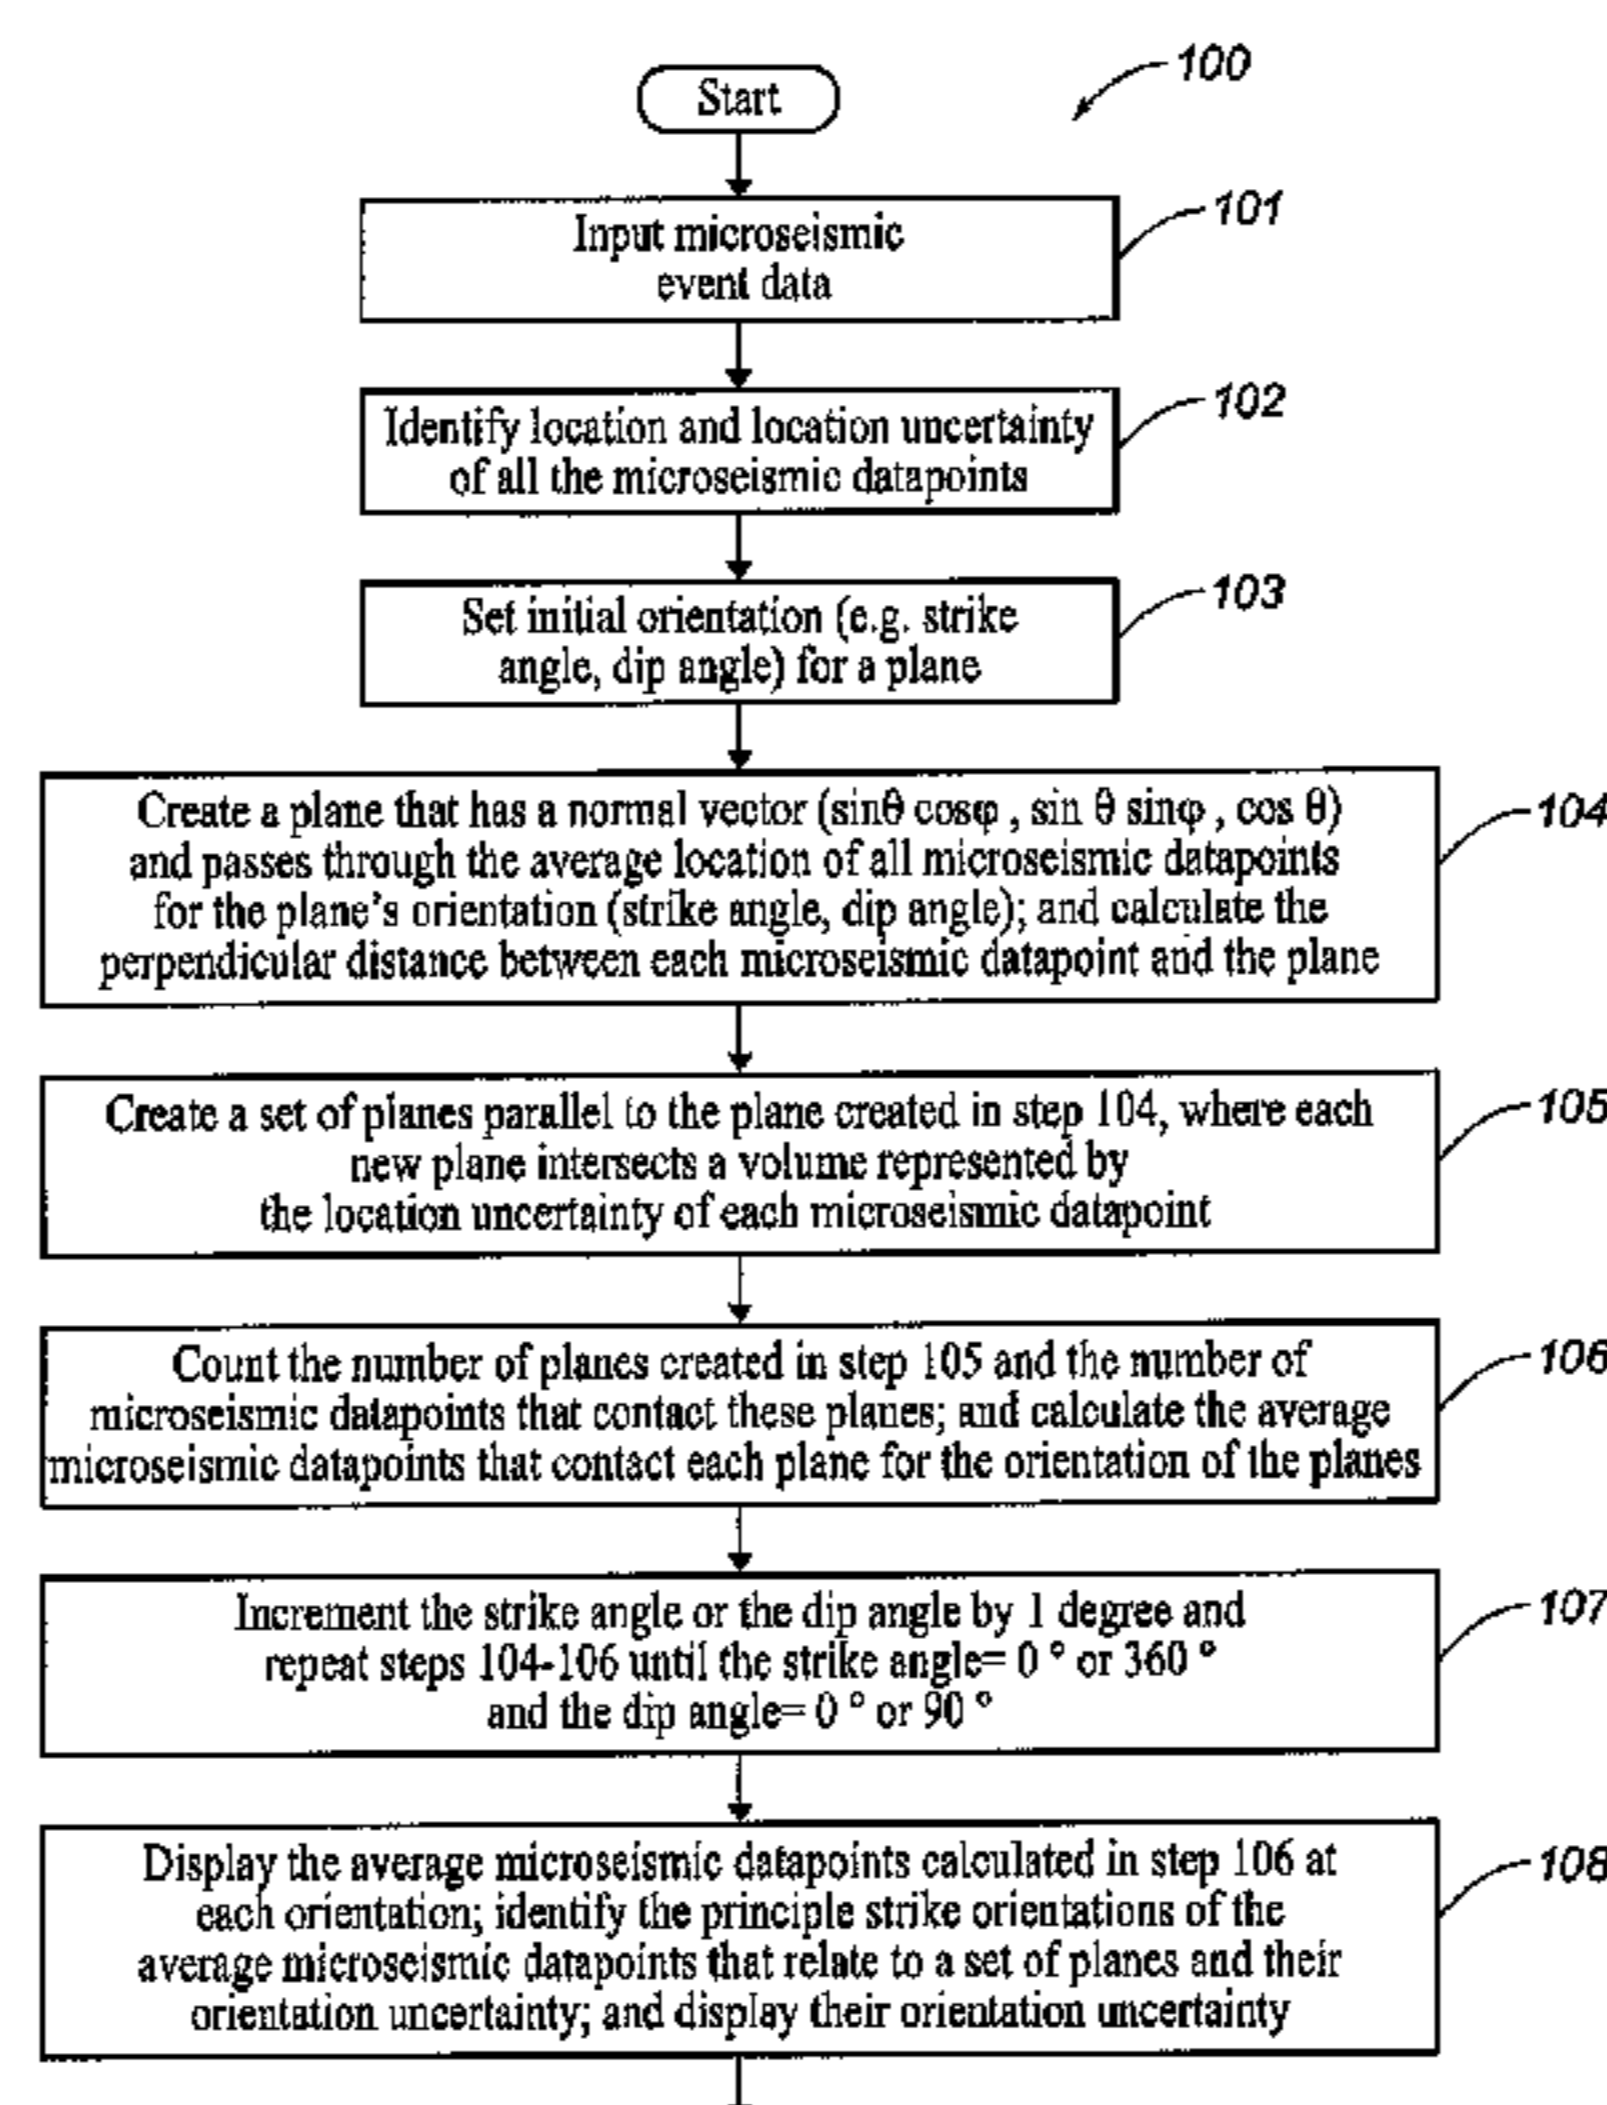 100
Start
101
Input microseismic
event data
102
Identify location and location uncertainty
of all the microseismic datapoints
103
Set initial orientation (e.g. strike
angle, dip angle) for a plane
104
Create a plane that has a normal vector (sinθ cosφ , sin θ sinφ , cos θ)
and passes through the average location of all microseismic datapoints
for the plane's orientation (strike angle, dip angle); and calculate the
perpendicular distance between each microseismic datapoint and the plane
105
Create a set of planes parallel to the plane created in step 104, where each
new plane intersects a volume represented by
the location uncertainty of each microseismic datapoint
106
Count the number of planes created in step 105 and the number of
microseismic datapoints that contact these planes; and calculate the average
microseismic datapoints that contact each plane for the orientation of the planes
107
Increment the strike angle or the dip angle by 1 degree and
repeat steps 104-106 until the strike angle= 0 ° or 360 °
and the dip angle= 0 ° or 90 °
108
Display the average microseismic datapoints calculated in step 106 at
each orientation; identify the principle strike orientations of the
average microseismic datapoints that relate to a set of planes and their
orientation uncertainty; and display their orientation uncertainty